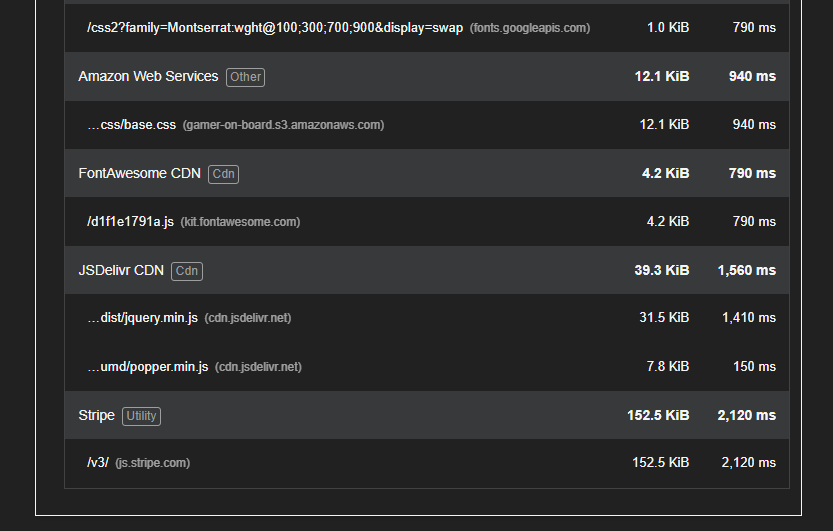 /css2?family=Montserrat:wght@100;300;700;900&display=swap (fonts.googleapis.com) 1.0 KiB 790 ms
Amazon Web Services Other 12.1 KiB 940 ms
…css/base.css (gamer-on-board.s3.amazonaws.com) 12.1 KiB 940 ms
FontAwesome CDN Cdn 4.2 KiB 790 ms
/d1f1e1791a.js (kit.fontawesome.com) 4.2 KiB 790 ms
JSDelivr CDN Cdn 39.3 KiB 1,560 ms
…dist/jquery.min.js (cdn.jsdelivr.net) 31.5 KiB 1,410 ms
…umd/popper.min.js (cdn.jsdelivr.net) 7.8 KiB 150 ms
Stripe Utility 152.5 KiB 2,120 ms
/v3/ (js.stripe.com) 152.5 KiB 2,120 ms